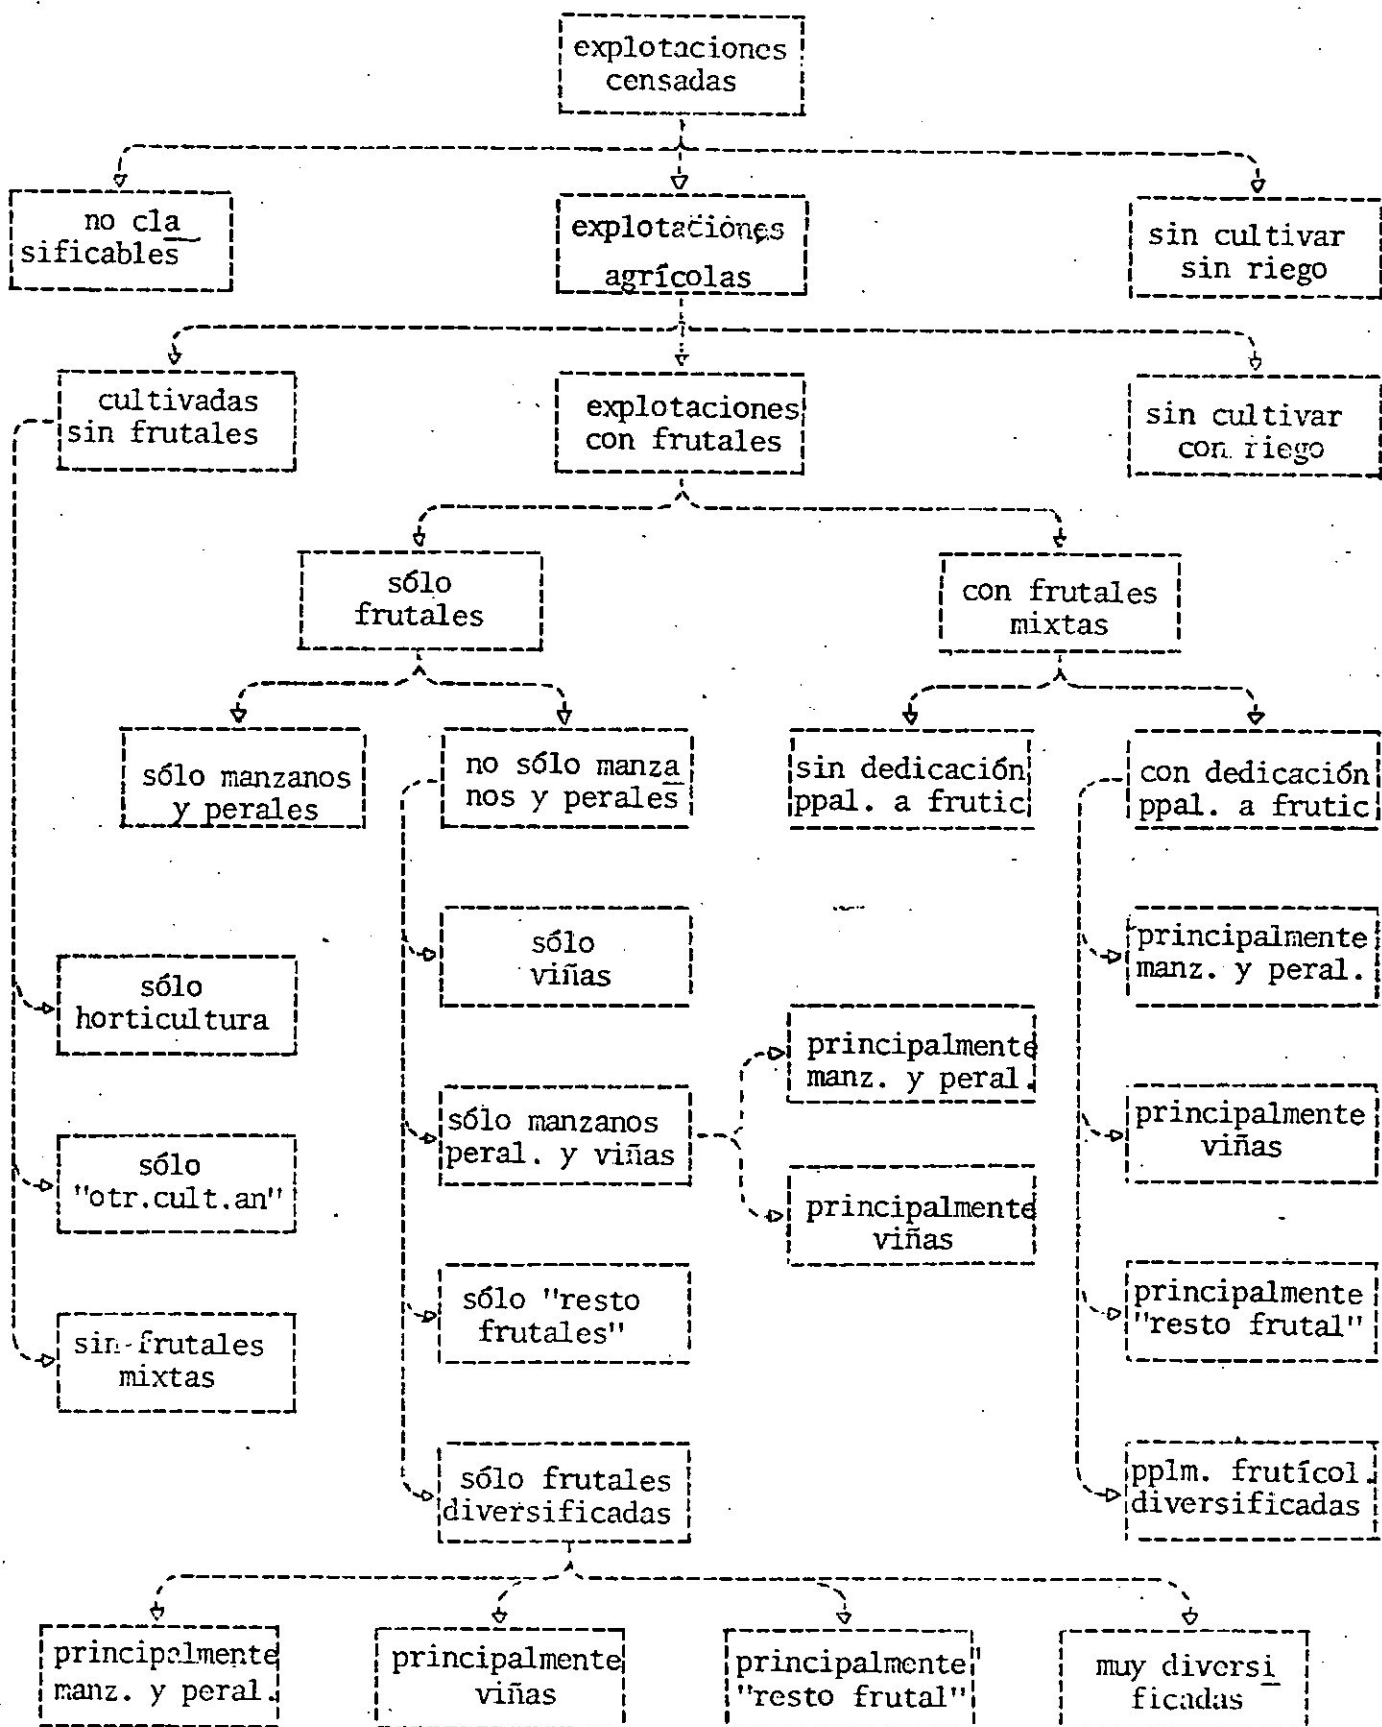 explotaciones
censadas
no cla
sificables
explotaciones
agrícolas
sin cultivar
sin riego
cultivadas
sin frutales
explotaciones
con frutales
sin cultivar
con riego
sólo
frutales
con frutales
mixtas
sólo manzanos
y perales
no sólo manza
nos y perales
sin dedicación
ppal. a frutic
con dedicación
ppal. a frutic
sólo
viñas
principalmente
manz. y peral.
sólo
horticultura
principalmente
manz. y peral.
sólo manzanos
peral. y viñas
principalmente
viñas
sólo
"otr.cult.an"
principalmente
viñas
sólo "resto
frutales"
principalmente
"resto frutal"
sin-frutales
mixtas
sólo frutales
diversificadas
pplm. frutícol.
diversificadas
principalmente
manz. y peral.
principalmente
viñas
principalmente
"resto frutal"
muy diversi
ficadas